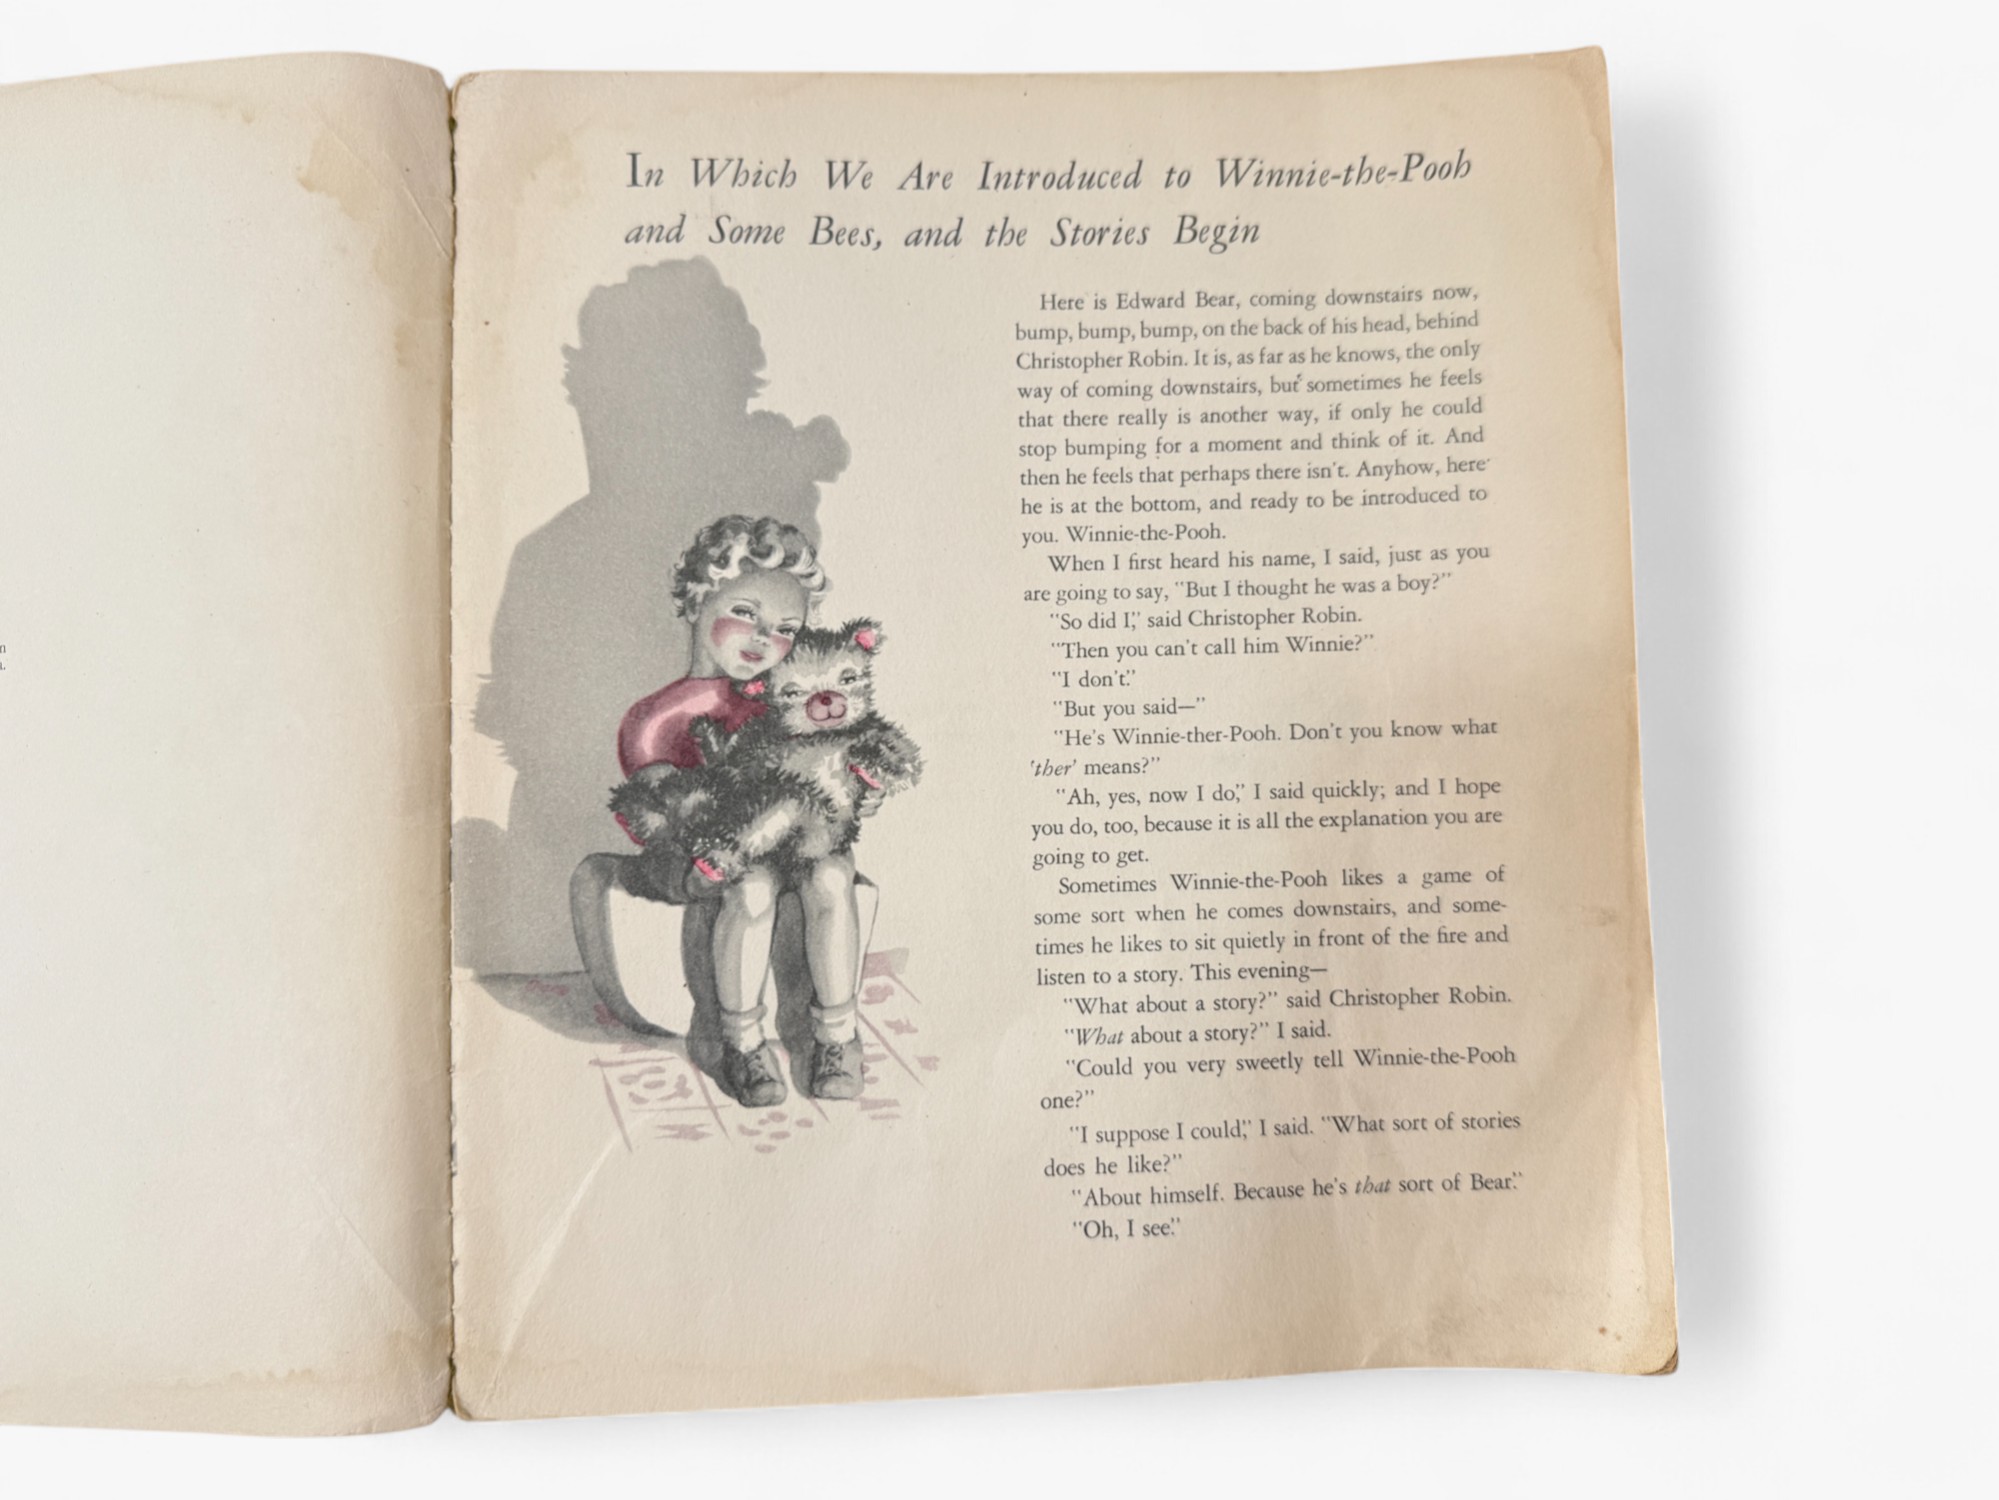 In Which We Are Introduced to Winnie-the-Pooh
and Some Bees, and the Stories Begin
Here is Edward Bear, coming downstairs now,
bump, bump, bump, on the back of his head, behind
Christopher Robin. It is, as far as he knows, the only
way of coming downstairs, but sometimes he feels
that there really is another way, if only he could
stop bumping for a moment and think of it. And
then he feels that perhaps there isn't. Anyhow, here
he is at the bottom, and ready to be introduced to
you. Winnie-the-Pooh.
When I first heard his name, I said, just as you
are going to say, "But I thought he was a boy?"
"So did I," said Christopher Robin.
"Then you can't call him Winnie?"
"I don't."
"But you said—"
"He's Winnie-ther-Pooh. Don't you know what
'ther' means?"
"Ah, yes, now I do," I said quickly; and I hope
you do, too, because it is all the explanation you are
going to get.
Sometimes Winnie-the-Pooh likes a game of
some sort when he comes downstairs, and some-
times he likes to sit quietly in front of the fire and
listen to a story. This evening—
"What about a story?" said Christopher Robin.
"What about a story?" I said.
"Could you very sweetly tell Winnie-the-Pooh
one?"
"I suppose I could," I said. "What sort of stories
does he like?"
"About himself. Because he's that sort of Bear."
"Oh, I see."